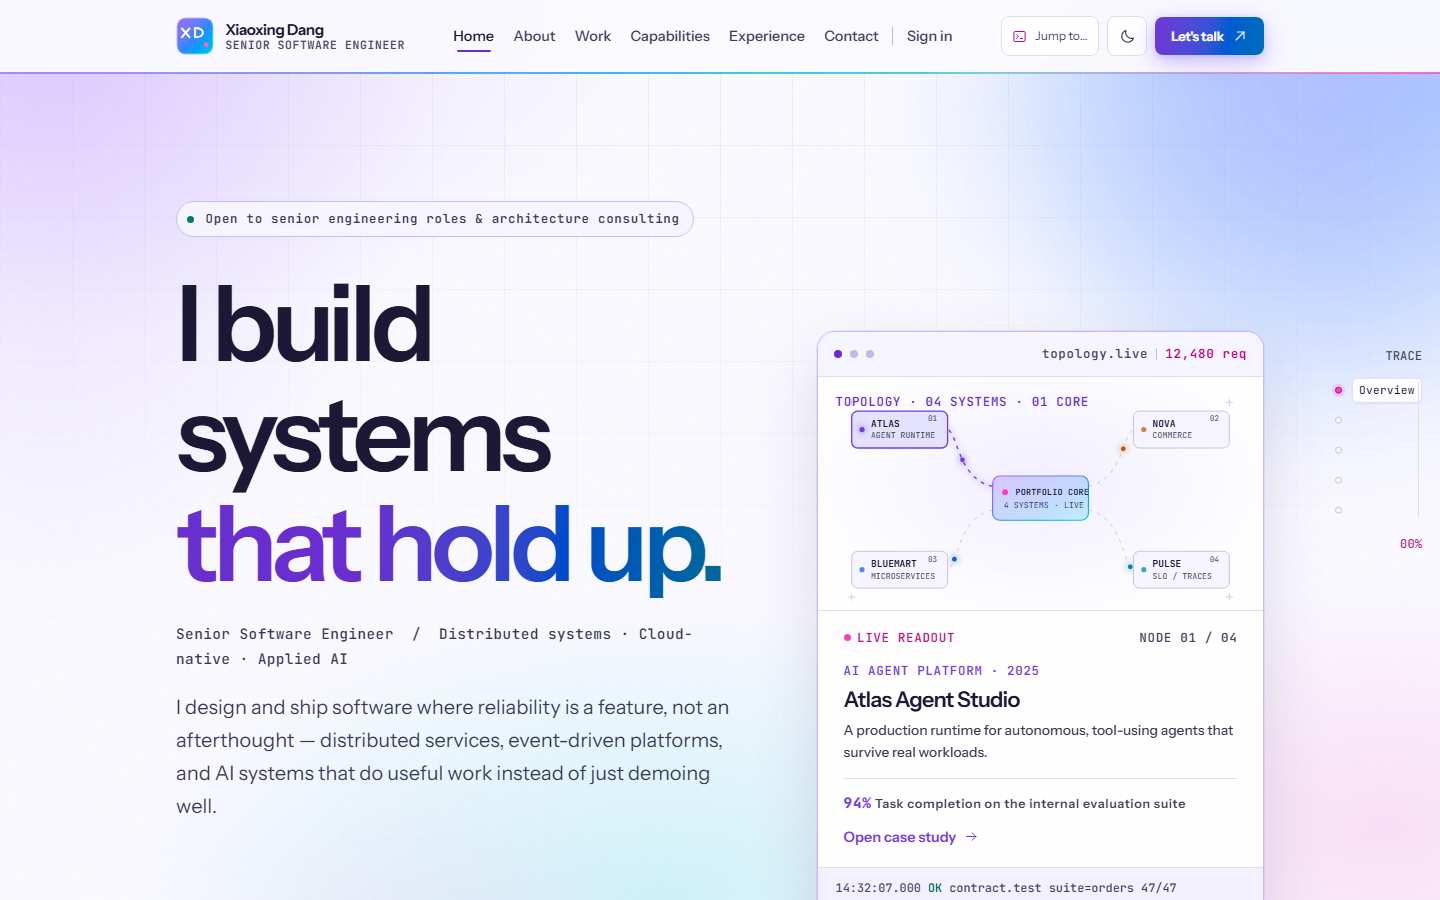 XD
Xiaoxing Dang
SENIOR SOFTWARE ENGINEER
Home
About
Work
Capabilities
Experience
Contact
Sign in
Jump to...
Let's talk
Open to senior engineering roles & architecture consulting
I build
systems
that hold up.
Senior Software Engineer / Distributed systems · Cloud-
native · Applied AI
I design and ship software where reliability is a feature, not an
afterthought — distributed services, event-driven platforms,
and AI systems that do useful work instead of just demoing
well.
topology.live
12,480 req
TOPOLOGY · 04 SYSTEMS · 01 CORE
ATLAS
01
AGENT RUNTIME
NOVA
02
COMMERCE
PORTFOLIO CORE
4 SYSTEMS · LIVE
BLUEMART
03
MICROSERVICES
PULSE
04
SLO / TRACES
LIVE READOUT
NODE 01 / 04
AI AGENT PLATFORM · 2025
Atlas Agent Studio
A production runtime for autonomous, tool-using agents that
survive real workloads.
94% Task completion on the internal evaluation suite
Open case study
14:32:07.000 OK contract.test suite=orders 47/47
TRACE
Overview
00%